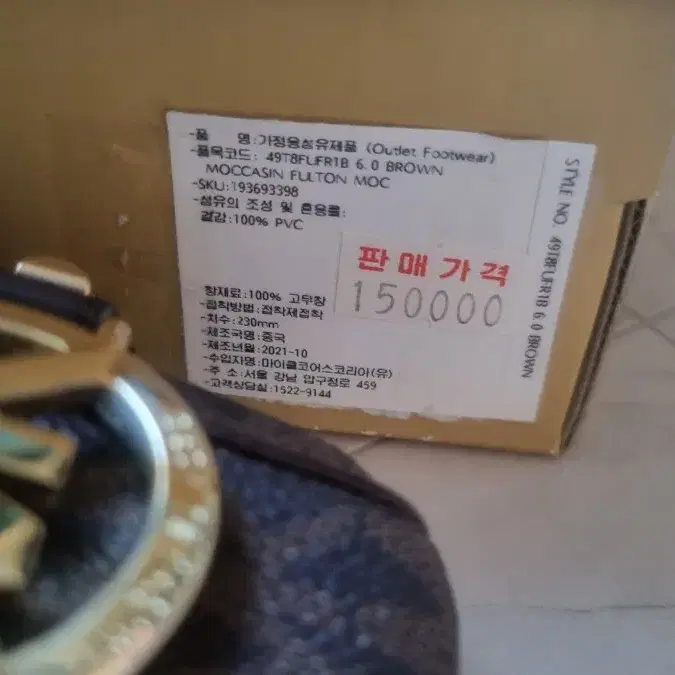 -품 명:가정용섬유제품 (Outlet Footwear)
-품목코드: 49T8FUFR1B 6.0 BROWN
MOCCASIN FULTON MOC
-SKU:193693398
-섬유의 조성 및 혼용률:
겉감:100% PVC
판매가격
150000
창재료:100% 고무창
-접착방법:접착제접착
-치수:230mm
-제조국명:중국
-제조년월:2021-10
-수입자명:마이클코어스코리아(유)
-주 소:서울 강남 압구정로 459
-고객상담실:1522-9144
STYLE NO. 49T8FUFR1B 6.0 BROWN